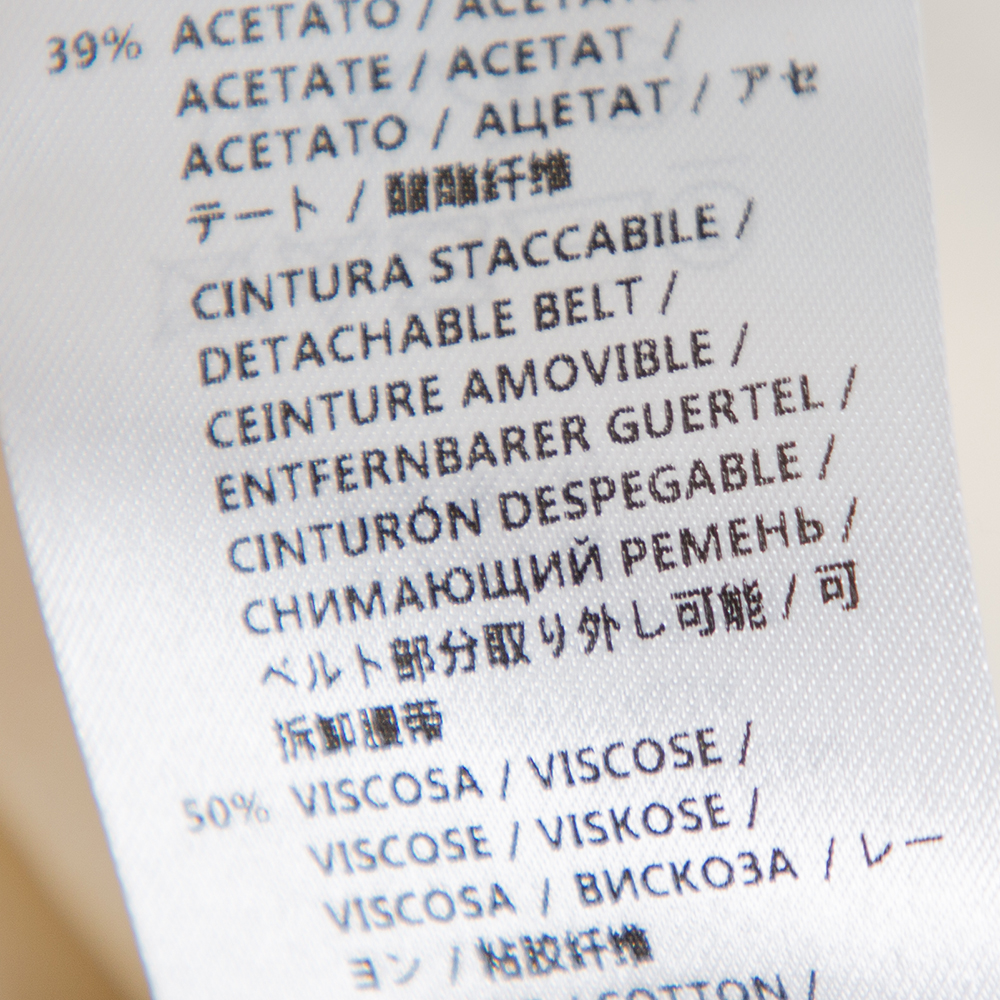 39% ACETATO / ACETATE
ACETATE / ACETAT /
ACETATO / АЦЕТАТ / アセ
テート / 醋酯纤维
CINTURA STACCABILE /
DETACHABLE BELT /
CEINTURE AMOVIBLE /
ENTFERNBARER GUERTEL /
CINTURÓN DESPEGABLE /
СНИМАЮЩИЙ РЕМЕНЬ /
ベルト部分取り外し可能 / 可
拆卸腰带
50% VISCOSA / VISCOSE /
VISCOSE / VISKOSE /
VISCOSA / ВИСКОЗА / レー
ヨン / 粘胶纤维
/ COTTON /